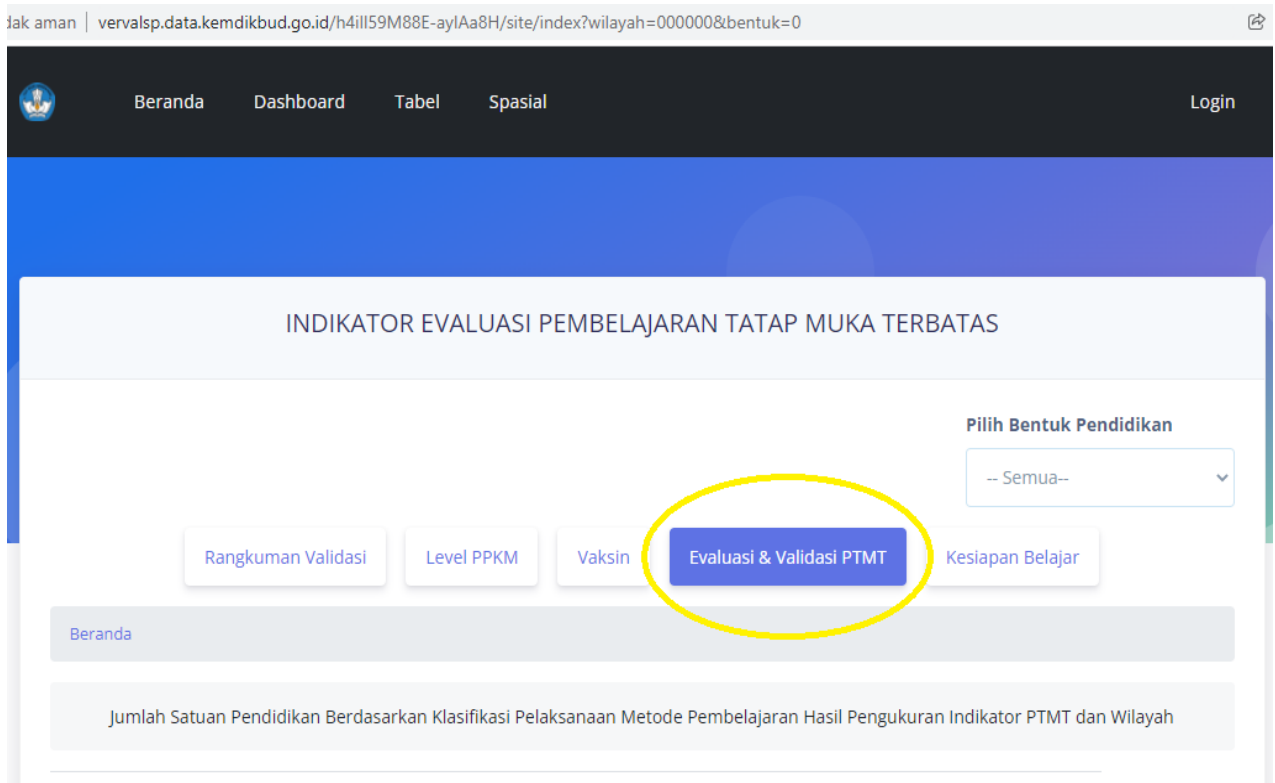 dak aman | vervalsp.data.kemdikbud.go.id/h4iII59M88E-ayIAa8H/site/index?wilayah=000000&bentuk=0
Beranda Dashboard Tabel Spasial Login
INDIKATOR EVALUASI PEMBELAJARAN TATAP MUKA TERBATAS
Pilih Bentuk Pendidikan
-- Semua--
Rangkuman Validasi Level PPKM Vaksin Evaluasi & Validasi PTMT Kesiapan Belajar
Beranda
Jumlah Satuan Pendidikan Berdasarkan Klasifikasi Pelaksanaan Metode Pembelajaran Hasil Pengukuran Indikator PTMT dan Wilayah